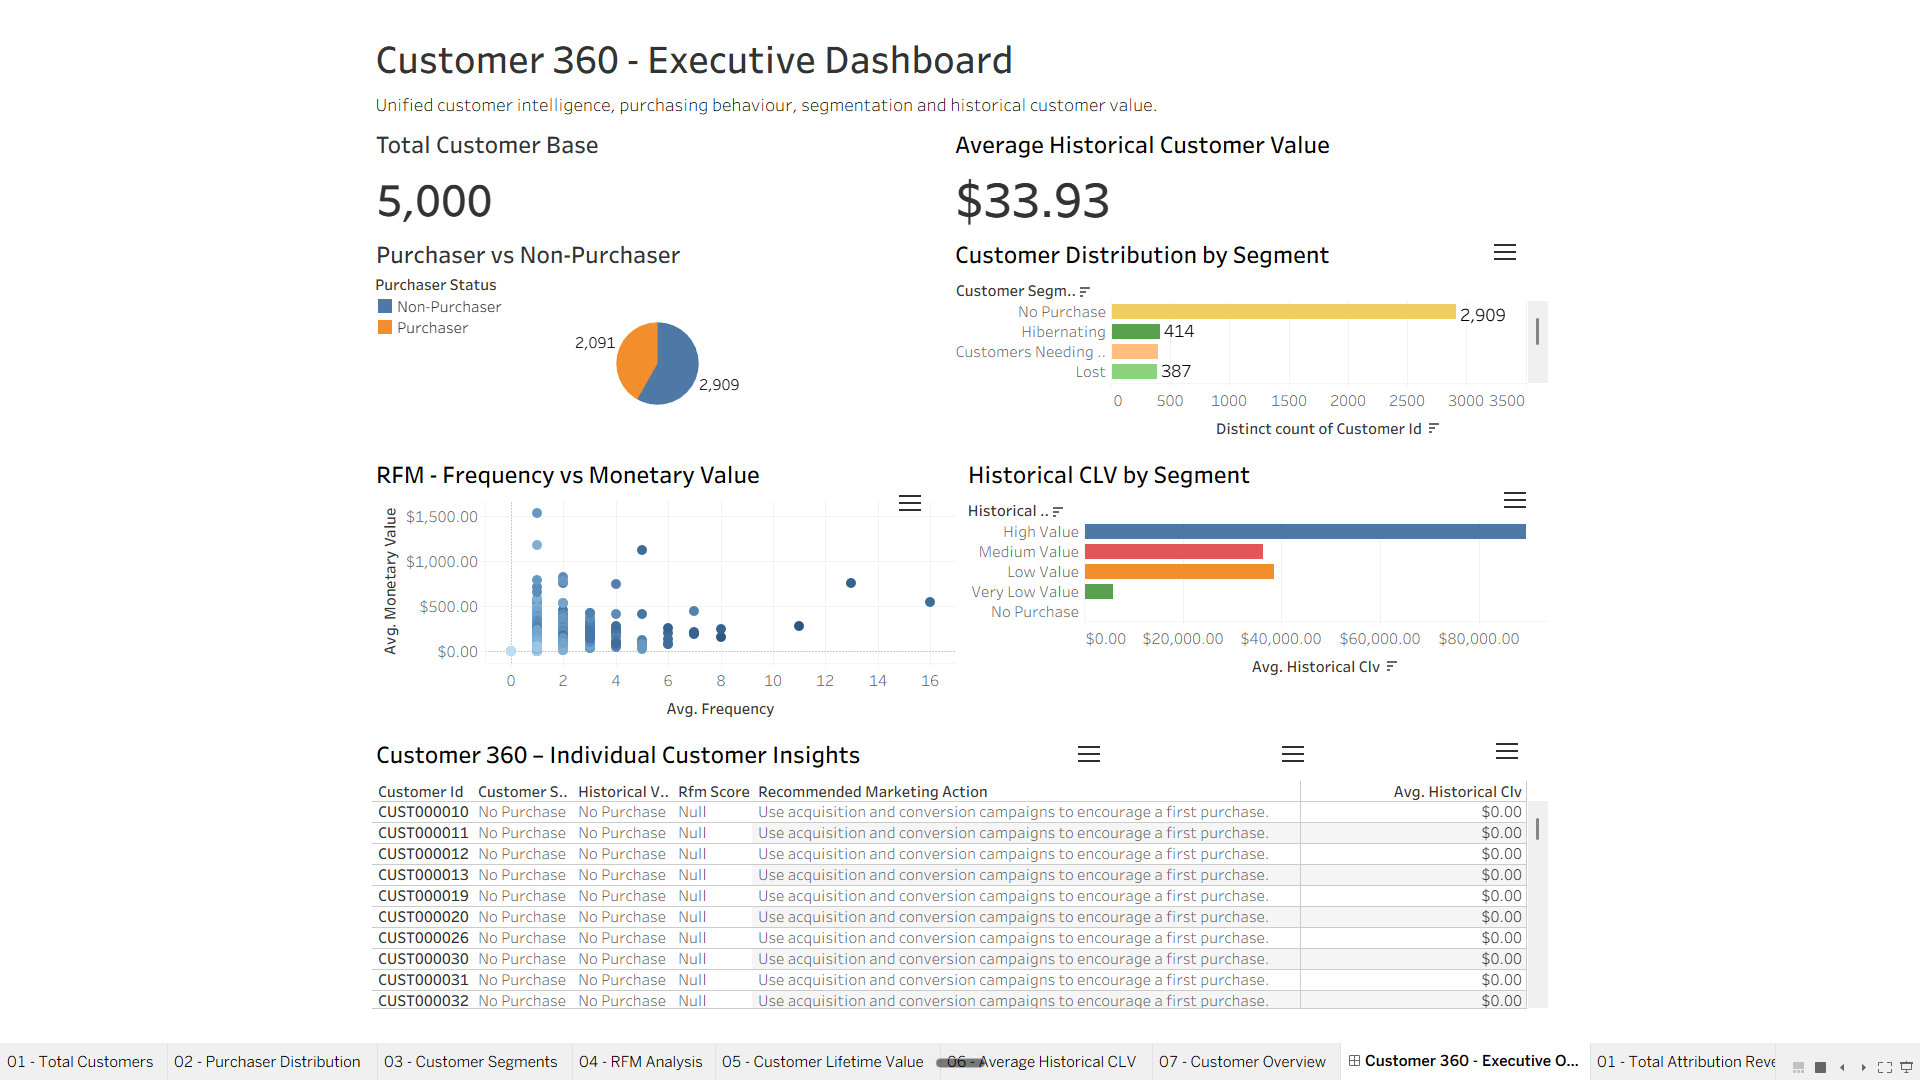 Customer 360 - Executive Dashboard
Unified customer intelligence, purchasing behaviour, segmentation and historical customer value.
Total Customer Base
5,000
Average Historical Customer Value
$33.93
Purchaser vs Non-Purchaser
Purchaser Status
Non-Purchaser
Purchaser
2,091
2,909
Customer Distribution by Segment
Customer Segm..
No Purchase 2,909
Hibernating 414
Customers Needing ..
Lost 387
0 500 1000 1500 2000 2500 3000 3500
Distinct count of Customer Id
RFM - Frequency vs Monetary Value
Avg. Monetary Value
$1,500.00
$1,000.00
$500.00
$0.00
0 2 4 6 8 10 12 14 16
Avg. Frequency
Historical CLV by Segment
Historical ..
High Value
Medium Value
Low Value
Very Low Value
No Purchase
$0.00 $20,000.00 $40,000.00 $60,000.00 $80,000.00
Avg. Historical Clv
Customer 360 – Individual Customer Insights
Customer Id Customer S.. Historical V.. Rfm Score Recommended Marketing Action Avg. Historical Clv
CUST000010 No Purchase No Purchase Null Use acquisition and conversion campaigns to encourage a first purchase. $0.00
CUST000011 No Purchase No Purchase Null Use acquisition and conversion campaigns to encourage a first purchase. $0.00
CUST000012 No Purchase No Purchase Null Use acquisition and conversion campaigns to encourage a first purchase. $0.00
CUST000013 No Purchase No Purchase Null Use acquisition and conversion campaigns to encourage a first purchase. $0.00
CUST000019 No Purchase No Purchase Null Use acquisition and conversion campaigns to encourage a first purchase. $0.00
CUST000020 No Purchase No Purchase Null Use acquisition and conversion campaigns to encourage a first purchase. $0.00
CUST000026 No Purchase No Purchase Null Use acquisition and conversion campaigns to encourage a first purchase. $0.00
CUST000030 No Purchase No Purchase Null Use acquisition and conversion campaigns to encourage a first purchase. $0.00
CUST000031 No Purchase No Purchase Null Use acquisition and conversion campaigns to encourage a first purchase. $0.00
CUST000032 No Purchase No Purchase Null Use acquisition and conversion campaigns to encourage a first purchase. $0.00
01 - Total Customers 02 - Purchaser Distribution 03 - Customer Segments 04 - RFM Analysis 05 - Customer Lifetime Value 06 - Average Historical CLV 07 - Customer Overview Customer 360 - Executive O... 01 - Total Attribution Reve